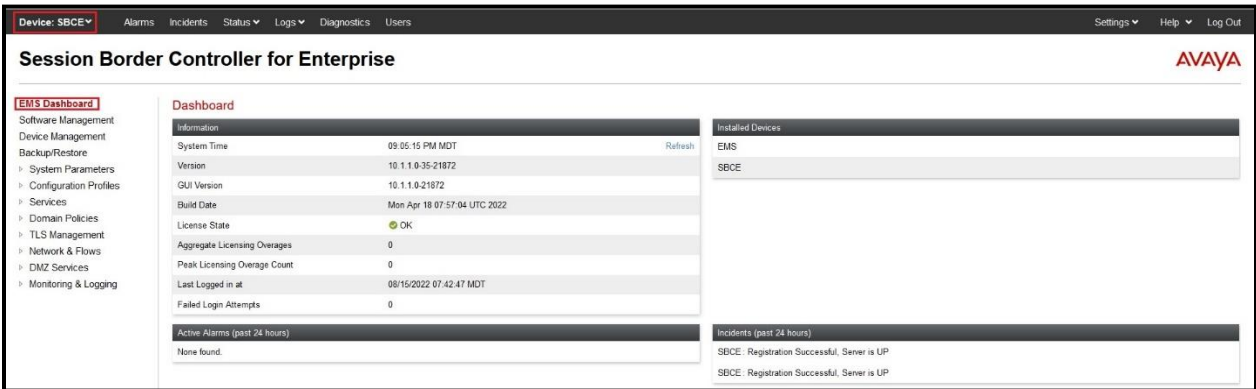 Device: SBCE Alarms Incidents Status Logs Diagnostics Users Settings Help Log Out
Session Border Controller for Enterprise
AVAYA
EMS Dashboard
Software Management
Device Management
Backup/Restore
System Parameters
Configuration Profiles
Services
Domain Policies
TLS Management
Network & Flows
DMZ Services
Monitoring & Logging
Dashboard
Information
System Time 09:05:15 PM MDT Refresh
Version 10.1.1.0-35-21872
GUI Version 10.1.1.0-21872
Build Date Mon Apr 18 07:57:04 UTC 2022
License State OK
Aggregate Licensing Overages 0
Peak Licensing Overage Count 0
Last Logged in at 08/15/2022 07:42:47 MDT
Failed Login Attempts 0
Installed Devices
EMS
SBCE
Active Alarms (past 24 hours)
None found.
Incidents (past 24 hours)
SBCE : Registration Successful, Server is UP
SBCE : Registration Successful, Server is UP